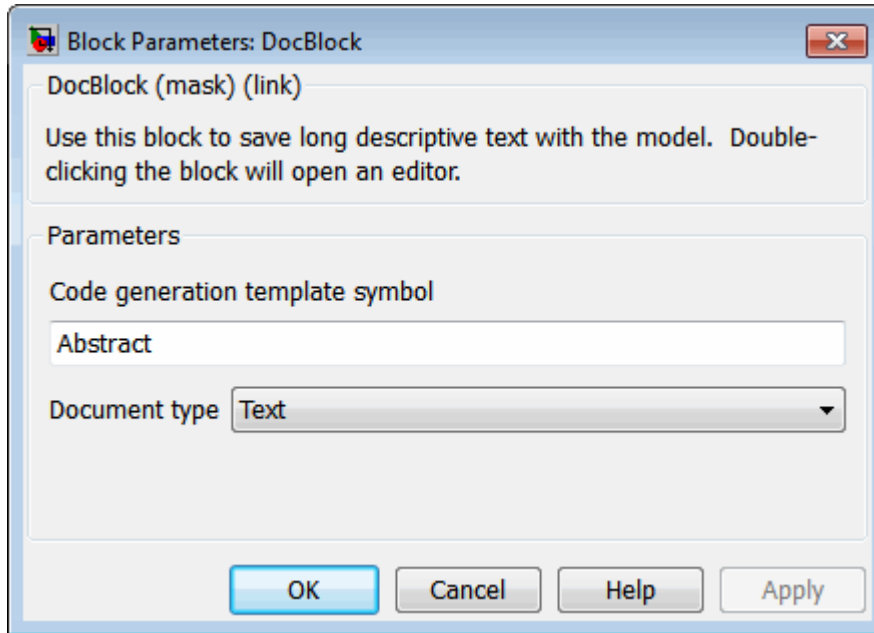 Block Parameters: DocBlock
DocBlock (mask) (link)
Use this block to save long descriptive text with the model.  Double-
clicking the block will open an editor.
Parameters
Code generation template symbol
Abstract
Document type Text
OK Cancel Help Apply